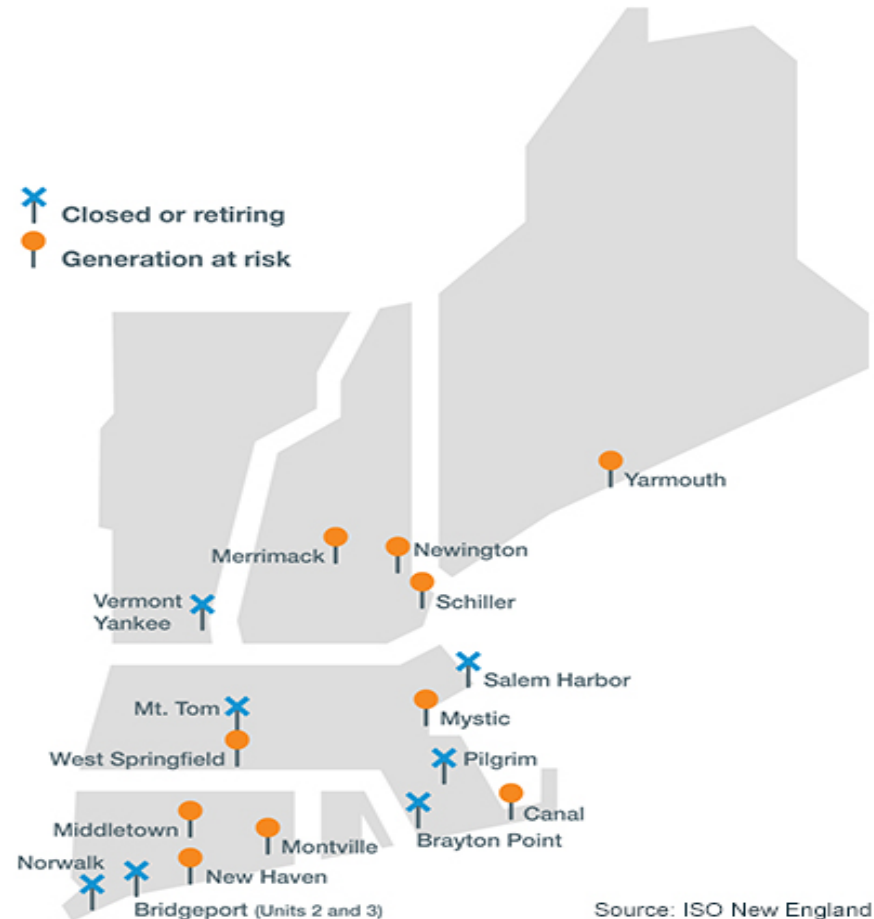 Closed or retiring
Generation at risk
Yarmouth
Merrimack
Newington
Schiller
Vermont
Yankee
Salem Harbor
Mt. Tom
Mystic
West Springfield
Pilgrim
Canal
Middletown
Brayton Point
Montville
Norwalk
New Haven
Bridgeport (Units 2 and 3)
Source: ISO New England